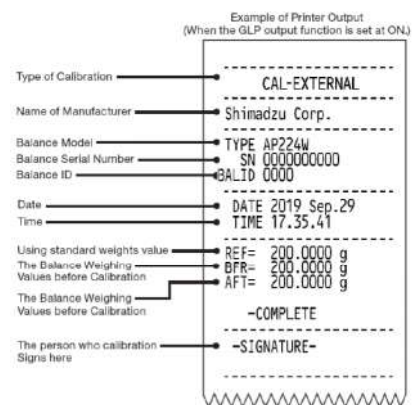 Example of Printer Output
(When the GLP output function is set at ON.)
Type of Calibration
CAL-EXTERNAL
Name of Manufacturer
Shimadzu Corp.
Balance Model
TYPE AP224W
Balance Serial Number
SN 0000000000
Balance ID
BALID 0000
Date
DATE 2019 Sep.29
Time
TIME 17.35.41
Using standard weights value
REF= 200.0000 g
The Balance Weighing
Values before Calibration
BFR= 200.0000 g
The Balance Weighing
Values before Calibration
AFT= 200.0000 g
-COMPLETE
The person who calibration
Signs here
-SIGNATURE-